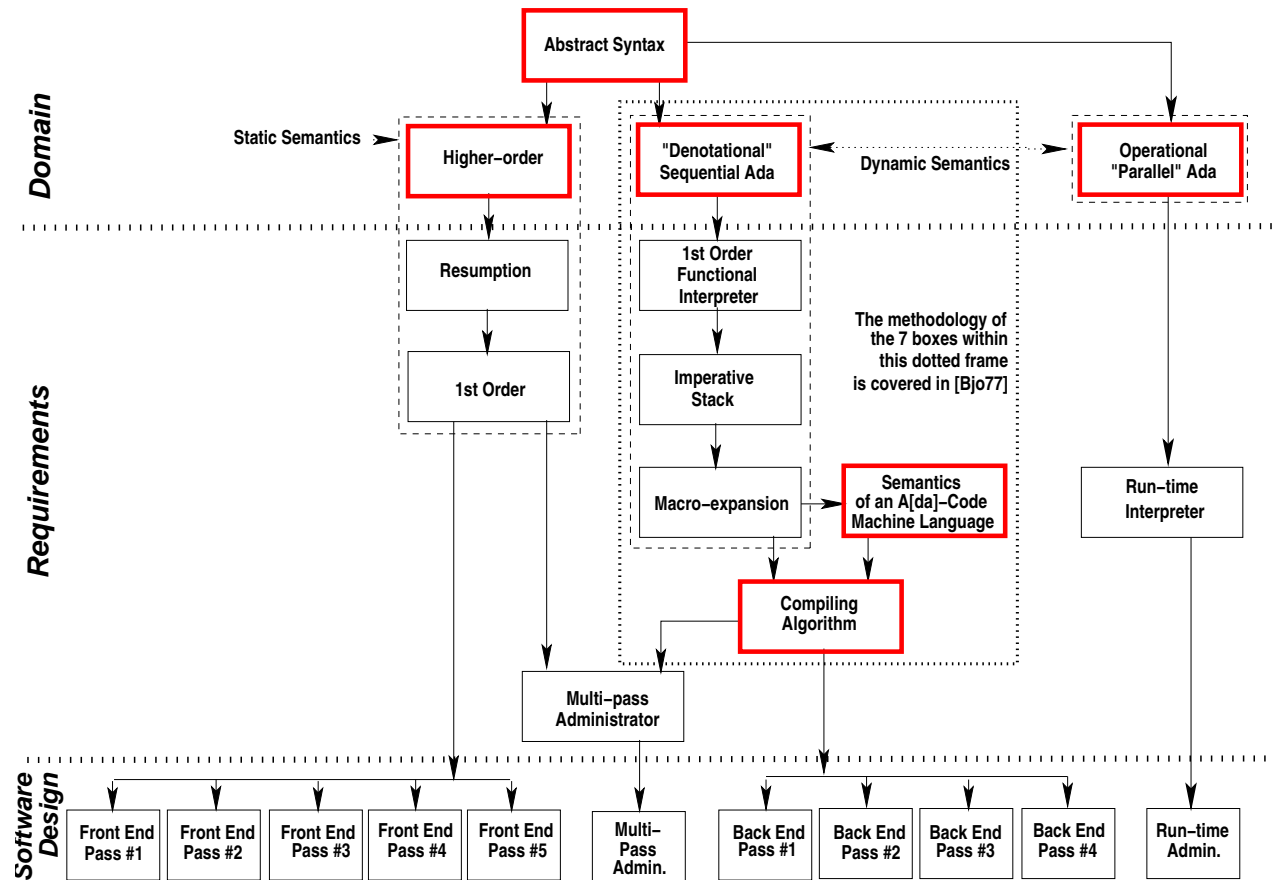 Abstract Syntax
Domain
Static Semantics
Higher-order
"Denotational"
Sequential Ada
Dynamic Semantics
Operational
"Parallel" Ada
Requirements
Resumption
1st Order
Functional
Interpreter
The methodology of
the 7 boxes within
this dotted frame
is covered in [Bjo77]
1st Order
Imperative
Stack
Macro-expansion
Semantics
of an A[da]-Code
Machine Language
Run-time
Interpreter
Compiling
Algorithm
Multi-pass
Administrator
Software
Design
Front End
Pass #1
Front End
Pass #2
Front End
Pass #3
Front End
Pass #4
Front End
Pass #5
Multi-
Pass
Admin.
Back End
Pass #1
Back End
Pass #2
Back End
Pass #3
Back End
Pass #4
Run-time
Admin.